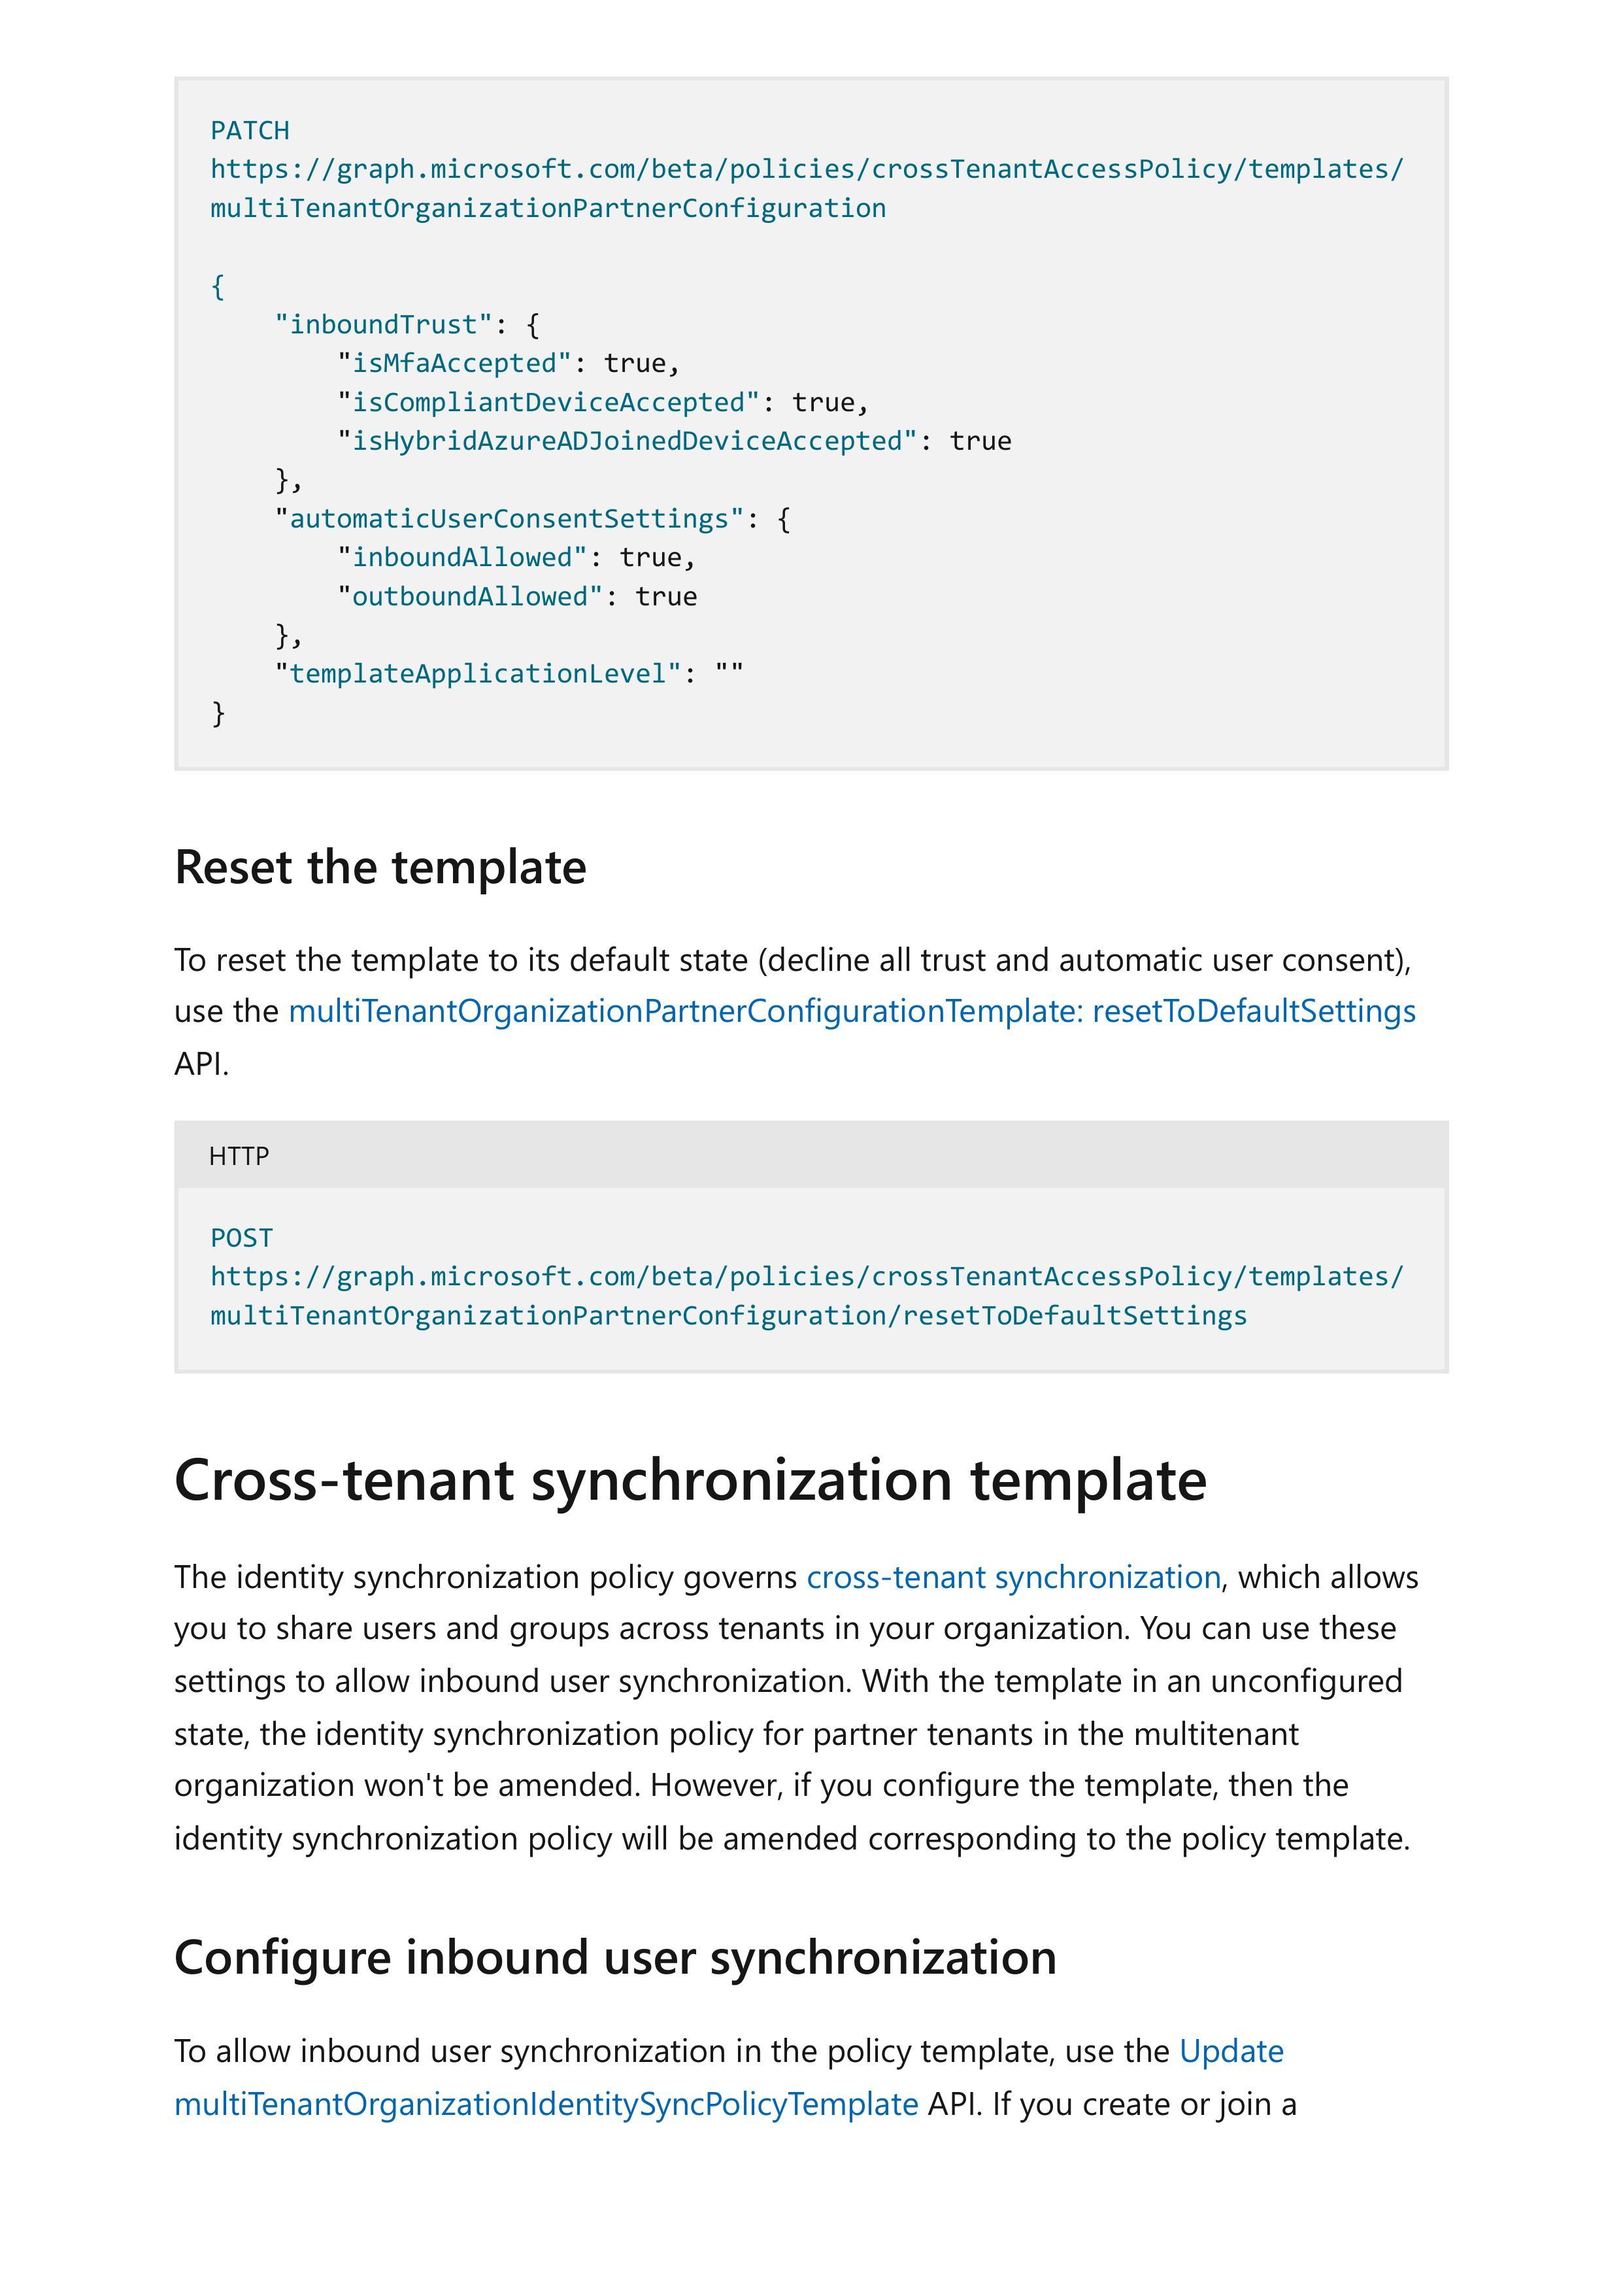 PATCH
https://graph.microsoft.com/beta/policies/crossTenantAccessPolicy/templates/
multiTenantOrganizationPartnerConfiguration
{
"inboundTrust": {
"isMfaAccepted": true,
"isCompliantDeviceAccepted": true,
"isHybridAzureADJoinedDeviceAccepted": true
},
"automaticUserConsentSettings": {
"inboundAllowed": true,
"outboundAllowed": true
},
"templateApplicationLevel": ""
}
Reset the template
To reset the template to its default state (decline all trust and automatic user consent),
use the multiTenantOrganizationPartnerConfigurationTemplate: resetToDefaultSettings
API.
HTTP
POST
https://graph.microsoft.com/beta/policies/crossTenantAccessPolicy/templates/
multiTenantOrganizationPartnerConfiguration/resetToDefaultSettings
Cross-tenant synchronization template
The identity synchronization policy governs cross-tenant synchronization, which allows
you to share users and groups across tenants in your organization. You can use these
settings to allow inbound user synchronization. With the template in an unconfigured
state, the identity synchronization policy for partner tenants in the multitenant
organization won't be amended. However, if you configure the template, then the
identity synchronization policy will be amended corresponding to the policy template.
Configure inbound user synchronization
To allow inbound user synchronization in the policy template, use the Update
multiTenantOrganizationIdentitySyncPolicyTemplate API. If you create or join a